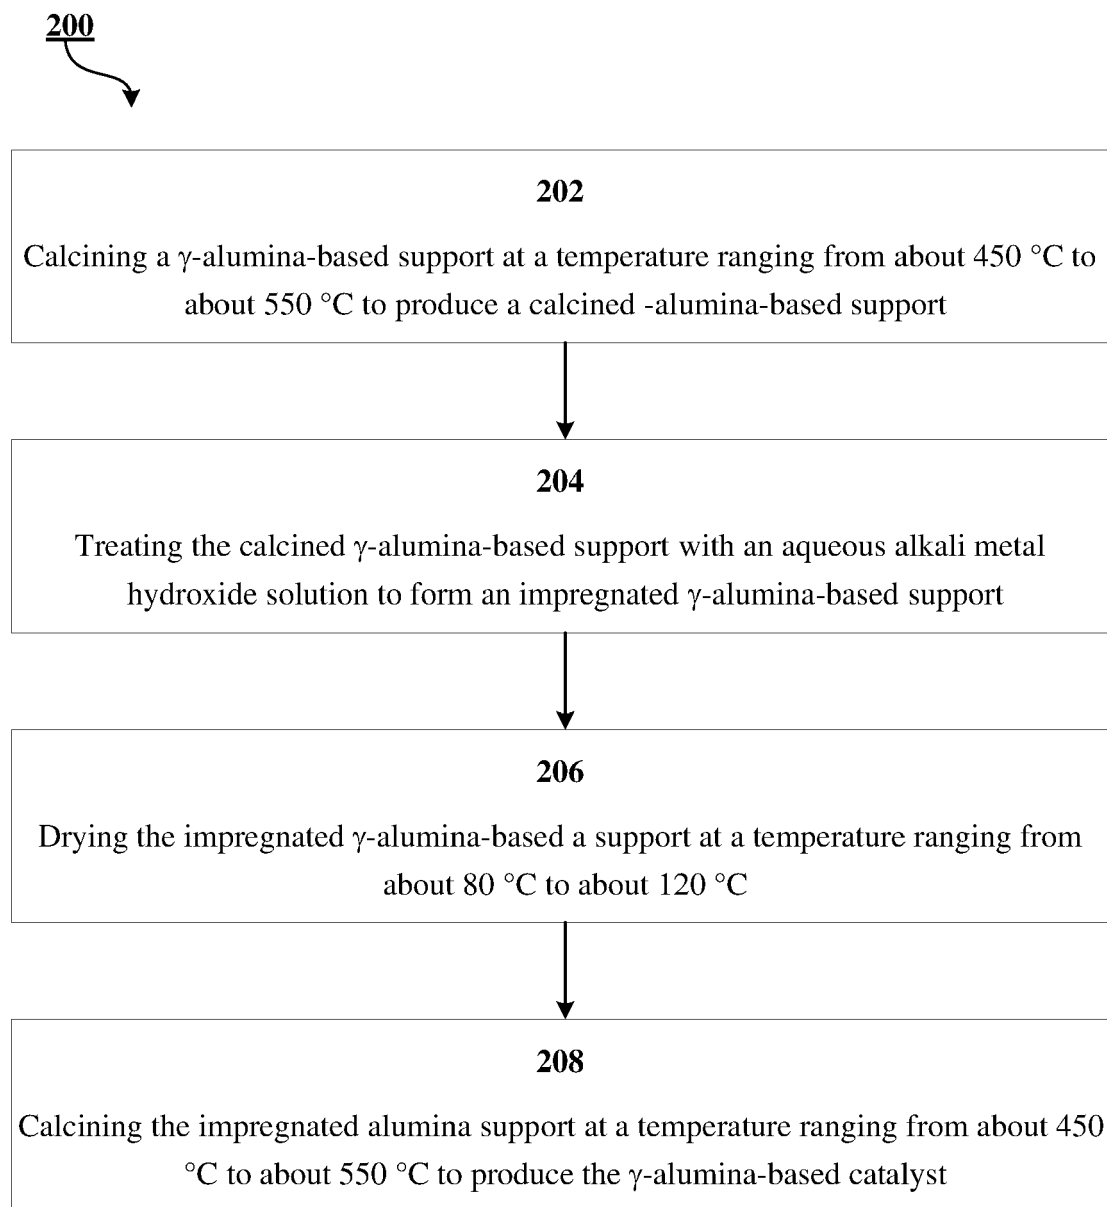 200
202
Calcining a γ-alumina-based support at a temperature ranging from about 450 °C to
about 550 °C to produce a calcined -alumina-based support
204
Treating the calcined γ-alumina-based support with an aqueous alkali metal
hydroxide solution to form an impregnated γ-alumina-based support
206
Drying the impregnated γ-alumina-based a support at a temperature ranging from
about 80 °C to about 120 °C
208
Calcining the impregnated alumina support at a temperature ranging from about 450
°C to about 550 °C to produce the γ-alumina-based catalyst